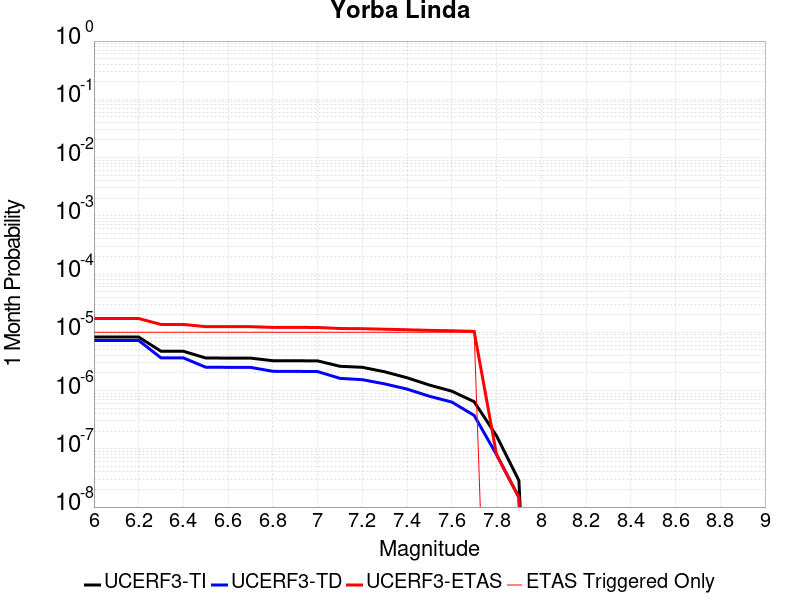 Yorba Linda
10^0
10^-1
10^-2
10^-3
10^-4
10^-5
10^-6
10^-7
10^-8
1 Month Probability
6 6.2 6.4 6.6 6.8 7 7.2 7.4 7.6 7.8 8 8.2 8.4 8.6 8.8 9
Magnitude
UCERF3-TI UCERF3-TD UCERF3-ETAS ETAS Triggered Only